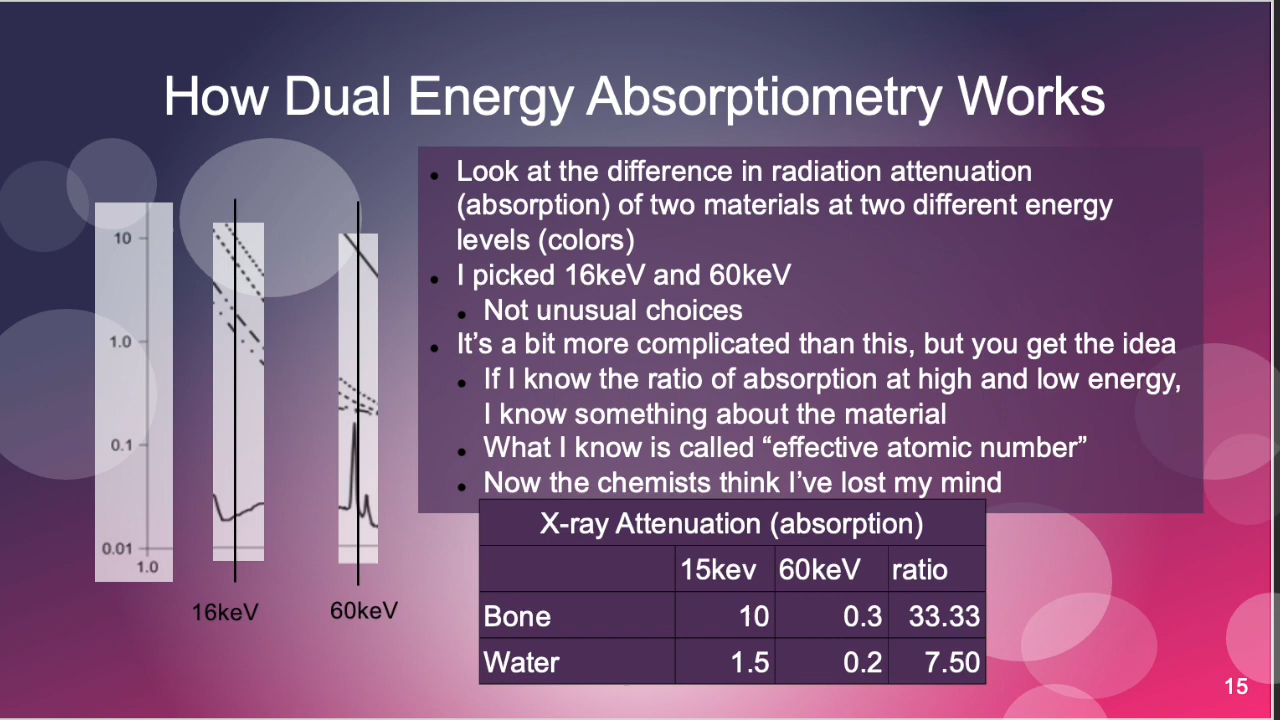 How Dual Energy Absorptiometry Works
Look at the difference in radiation attenuation
(absorption) of two materials at two different energy
levels (colors)
I picked 16keV and 60keV
Not unusual choices
It's a bit more complicated than this, but you get the idea
If I know the ratio of absorption at high and low energy,
I know something about the material
What I know is called “effective atomic number”
Now the chemists think I've lost my mind
10
1.0
0.1
0.01
1.0
16keV
60keV
X-ray Attenuation (absorption)
15kev 60keV ratio
Bone 10 0.3 33.33
Water 1.5 0.2 7.50
15